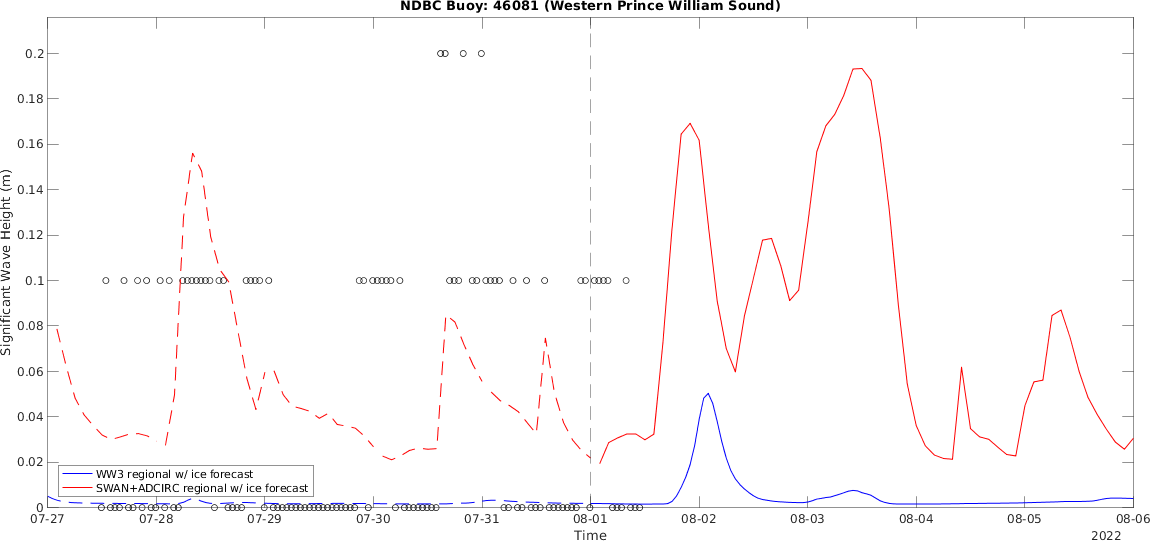 NDBC Buoy: 46081 (Western Prince William Sound)
0.2
0.18
0.16
0.14
0.12
0.1
0.08
0.06
0.04
0.02
0
Significant Wave Height (m)
WW3 regional w/ ice forecast
SWAN+ADCIRC regional w/ ice forecast
07-27 07-28 07-29 07-30 07-31 08-01 08-02 08-03 08-04 08-05 08-06
Time
2022